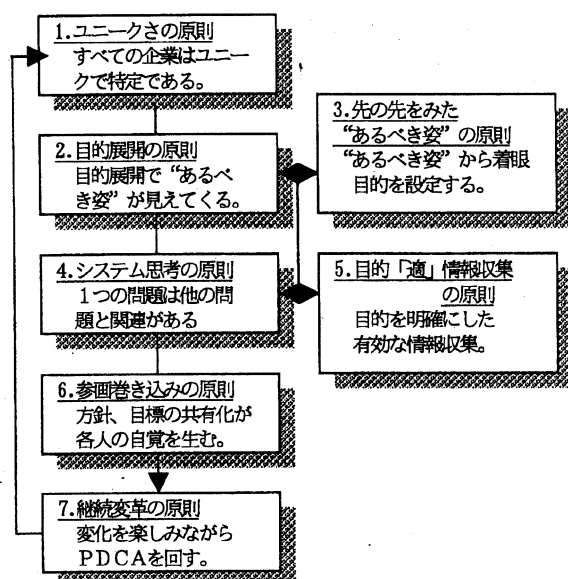 1.ユニークさの原則
すべての企業はユニー
クで特定である。
2.目的展開の原則
目的展開で“あるべ
き姿”が見えてくる。
3.先の先をみた
“あるべき姿”の原則
“あるべき姿”から着眼
目的を設定する。
4.システム思考の原則
1つの問題は他の問
題と関連がある
5.目的「適」情報収集
の原則
目的を明確にした
有効な情報収集。
6.参画巻き込みの原則
方針、目標の共有化が
各人の自覚を生む。
7.継続変革の原則
変化を楽しみながら
PDCAを回す。